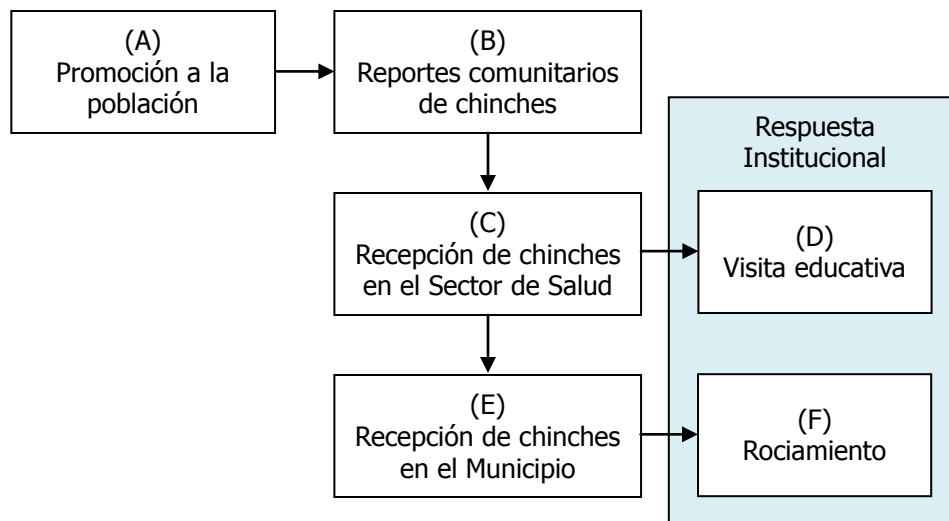 (A)
Promoción a la
población
(B)
Reportes comunitarios
de chinches
Respuesta
Institucional
(C)
Recepción de chinches
en el Sector de Salud
(D)
Visita educativa
(E)
Recepción de chinches
en el Municipio
(F)
Rociamiento